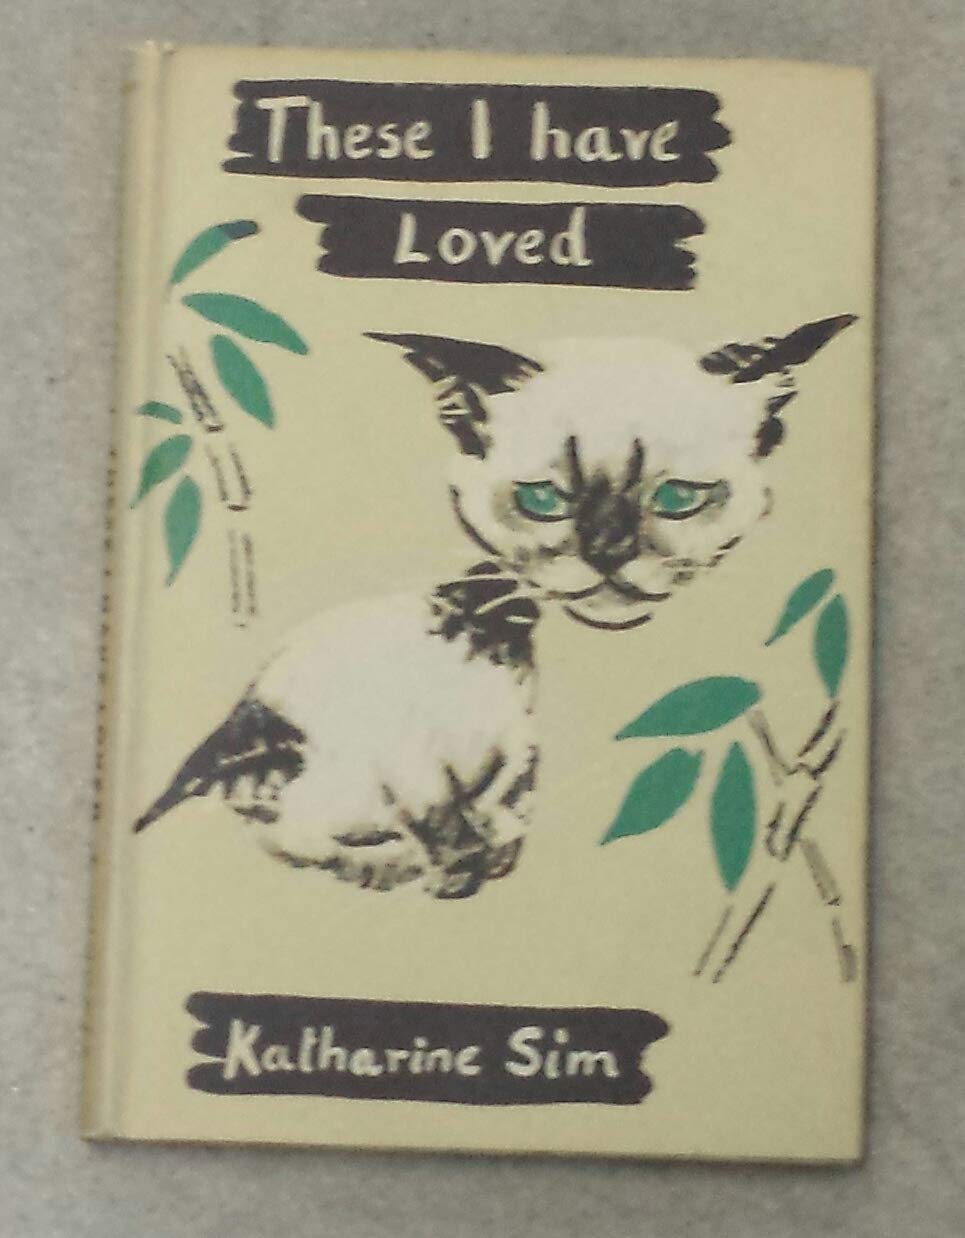 These I have
Loved
Katharine Sim